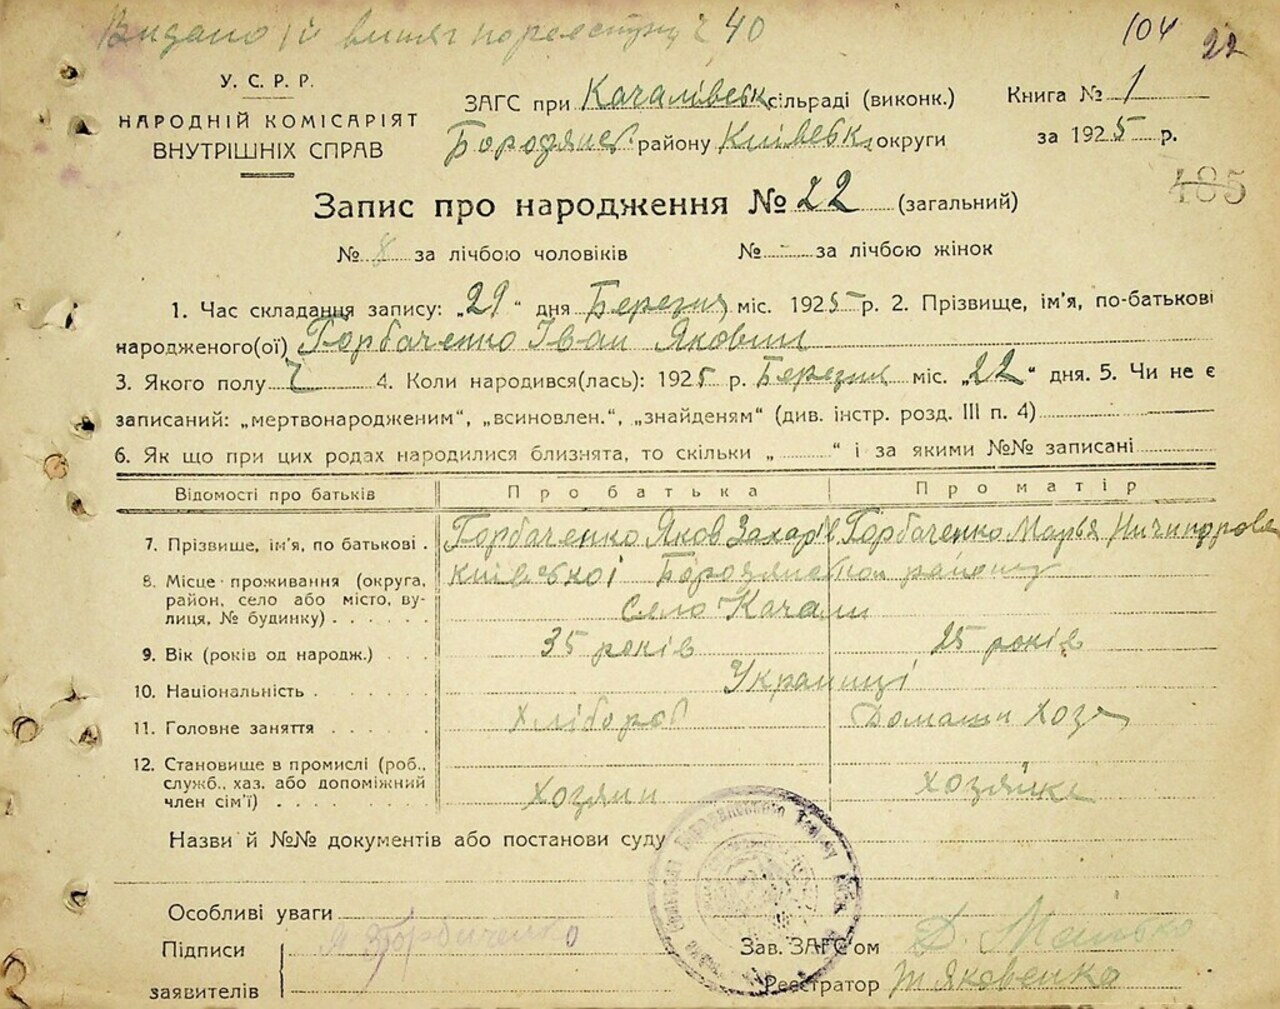 Видано їй витяг по реєстру ч 40
104 22
У. С. Р. Р.
НАРОДНІЙ КОМІСАРІЯТ
ВНУТРІШНІХ СПРАВ
ЗАГС при Качалівськ сільраді (виконк.)
Бородянськ. району Київськ. округи
Книга № 1
за 1925 р.
485
Запис про народження № 22 (загальний)
№ 8 за лічбою чоловіків № - за лічбою жінок
1. Час складання запису: „29“ дня Березня міс. 1925 р. 2. Прізвище, ім'я, по-батькові
народженого(ої) Горбаченко Іван Якович
3. Якого полу Ч 4. Коли народився(лась): 1925 р. Березня міс. „22“ дня. 5. Чи не є
записаний: „мертвонародженим“, „всиновлен.“, „знайденям“ (див. інстр. розд. III п. 4)
6. Як що при цих родах народилися близнята, то скільки „ “ і за якими №№ записані
Відомості про батьків Про батька Про матір
7. Прізвище, ім'я, по батькові . Горбаченко Яков Захар'їв Горбаченко Марья Ничипорова
8. Місце проживання (округа, район, село або місто, вулиця, № будинку) Київської Бородянського району
Село Качали
9. Вік (років од народж.) 35 років 25 років
10. Національність Українці
11. Головне заняття Хлібороб Домашн хозя
12. Становище в промислі (роб., служб., хаз. або допоміжний член сім'ї) Хозяин хозяйка
Назви й №№ документів або постанови суду
Особливі уваги
Підписи
заявителів
Я Горбаченко
Зав. ЗАГС'ом
Реєстратор Яковенко